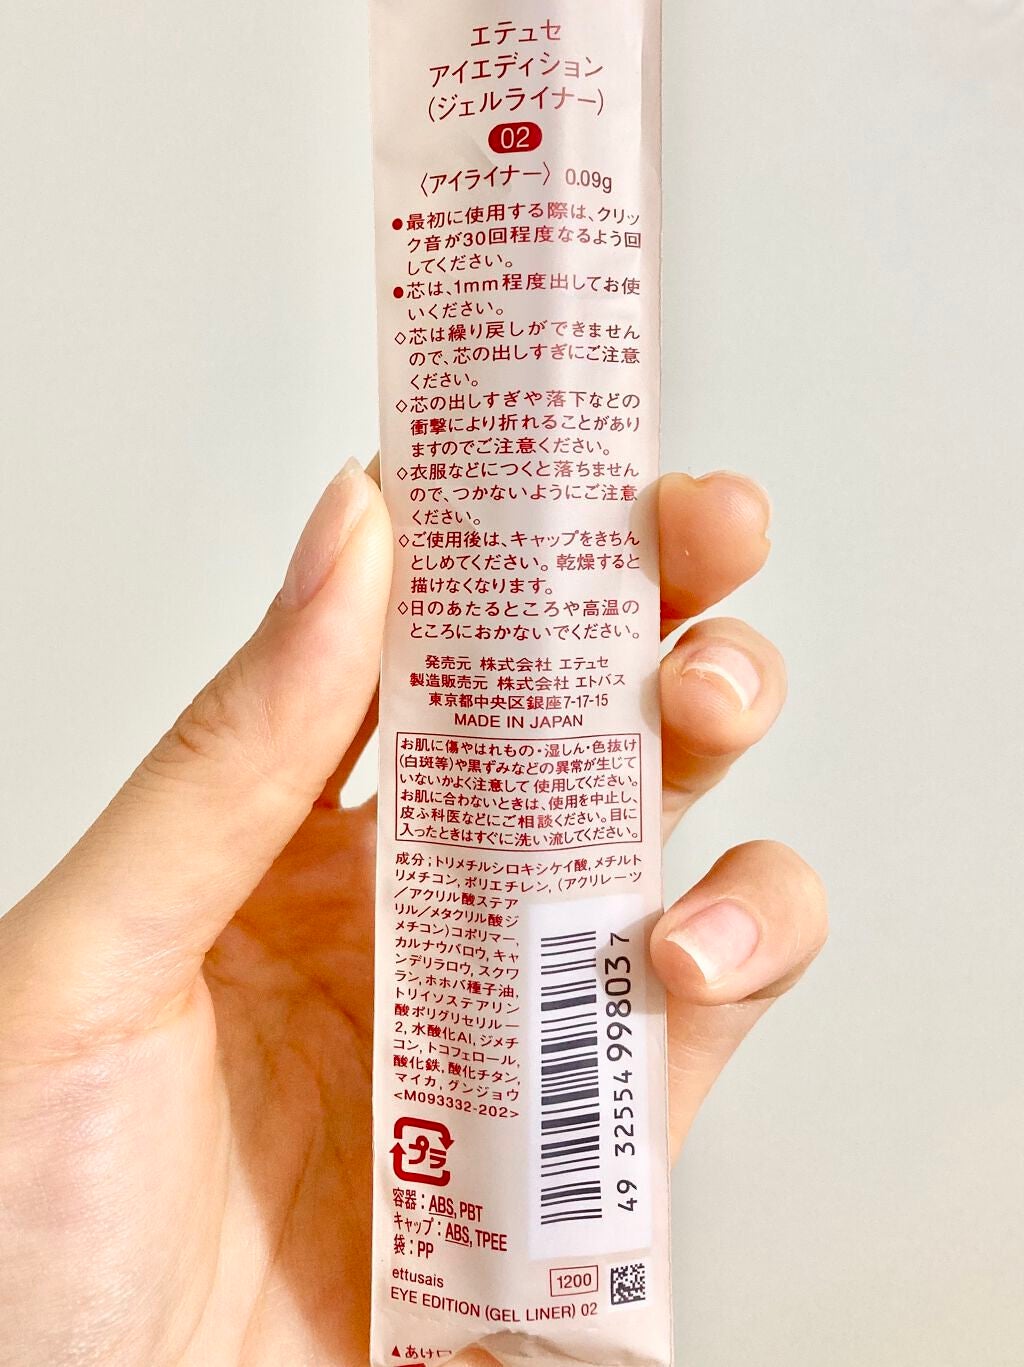 エテュセ
アイエディション
(ジェルライナー)
02
〈アイライナー〉 0.09g
●最初に使用する際は、クリッ
ク音が30回程度なるよう回
してください。
●芯は、1mm程度出してお使
いください。
◇芯は繰り戻しができません
ので、芯の出しすぎにご注意
ください。
◇芯の出しすぎや落下などの
衝撃により折れることがあり
ますのでご注意ください。
◇衣服などにつくと落ちません
ので、つかないようにご注意
ください。
◇ご使用後は、キャップをきちん
としめてください。乾燥すると
描けなくなります。
◇日のあたるところや高温の
ところにおかないでください。
発売元 株式会社 エテュセ
製造販売元 株式会社 エトバス
東京都中央区銀座7-17-15
MADE IN JAPAN
お肌に傷やはれもの・湿しん・色抜け
(白斑等)や黒ずみなどの異常が生じて
いないかよく注意して使用してください。
お肌に合わないときは、使用を中止し、
皮ふ科医などにご相談ください。目に
入ったときはすぐに洗い流してください。
成分;トリメチルシロキシケイ酸, メチルト
リメチコン, ポリエチレン, (アクリレーツ
/アクリル酸ステア
リル/メタクリル酸ジ
メチコン)コポリマー,
カルナウバロウ, キャ
ンデリラロウ, スクワ
ラン, ホホバ種子油,
トリイソステアリン
酸ポリグリセリル-
2, 水酸化Al, ジメチ
コン, トコフェロール,
酸化鉄, 酸化チタン,
マイカ, グンジョウ
<M093332-202>
49 32554 99803 7
プラ
容器:ABS, PBT
キャップ:ABS, TPEE
袋:PP
ettusais
1200
EYE EDITION (GEL LINER) 02
▲あけ口